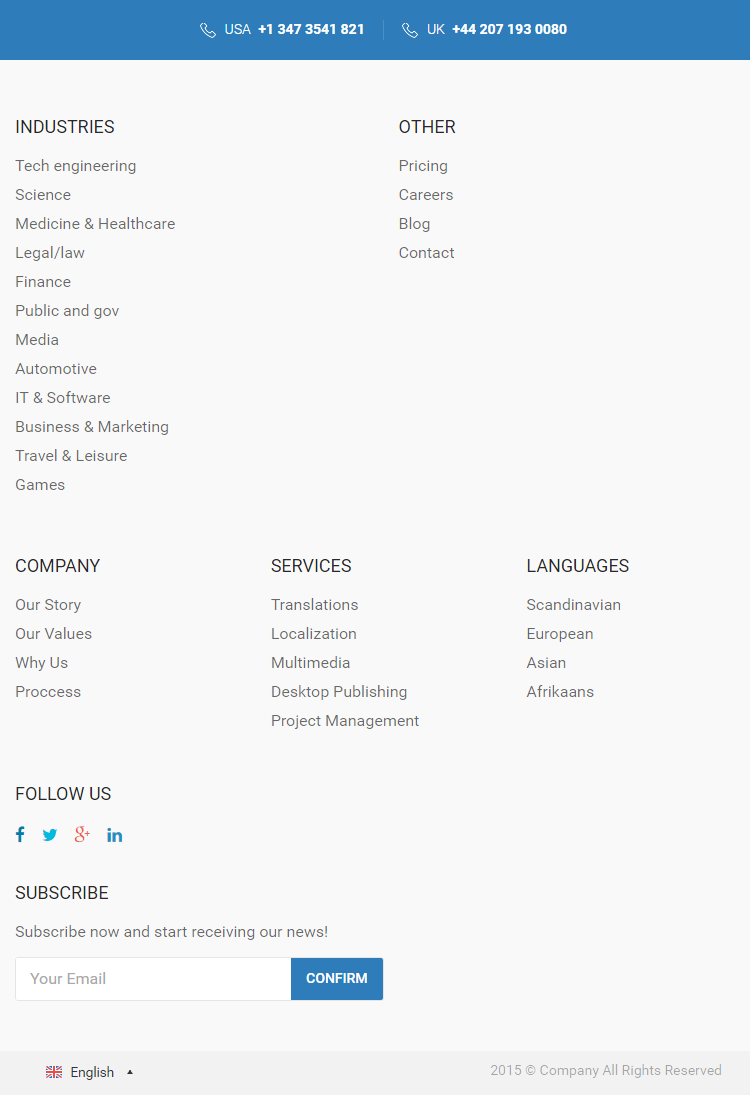 USA +1 347 3541 821 UK +44 207 193 0080
INDUSTRIES
Tech engineering
Science
Medicine & Healthcare
Legal/law
Finance
Public and gov
Media
Automotive
IT & Software
Business & Marketing
Travel & Leisure
Games
OTHER
Pricing
Careers
Blog
Contact
COMPANY
Our Story
Our Values
Why Us
Proccess
SERVICES
Translations
Localization
Multimedia
Desktop Publishing
Project Management
LANGUAGES
Scandinavian
European
Asian
Afrikaans
FOLLOW US
SUBSCRIBE
Subscribe now and start receiving our news!
Your Email CONFIRM
English 2015 © Company All Rights Reserved